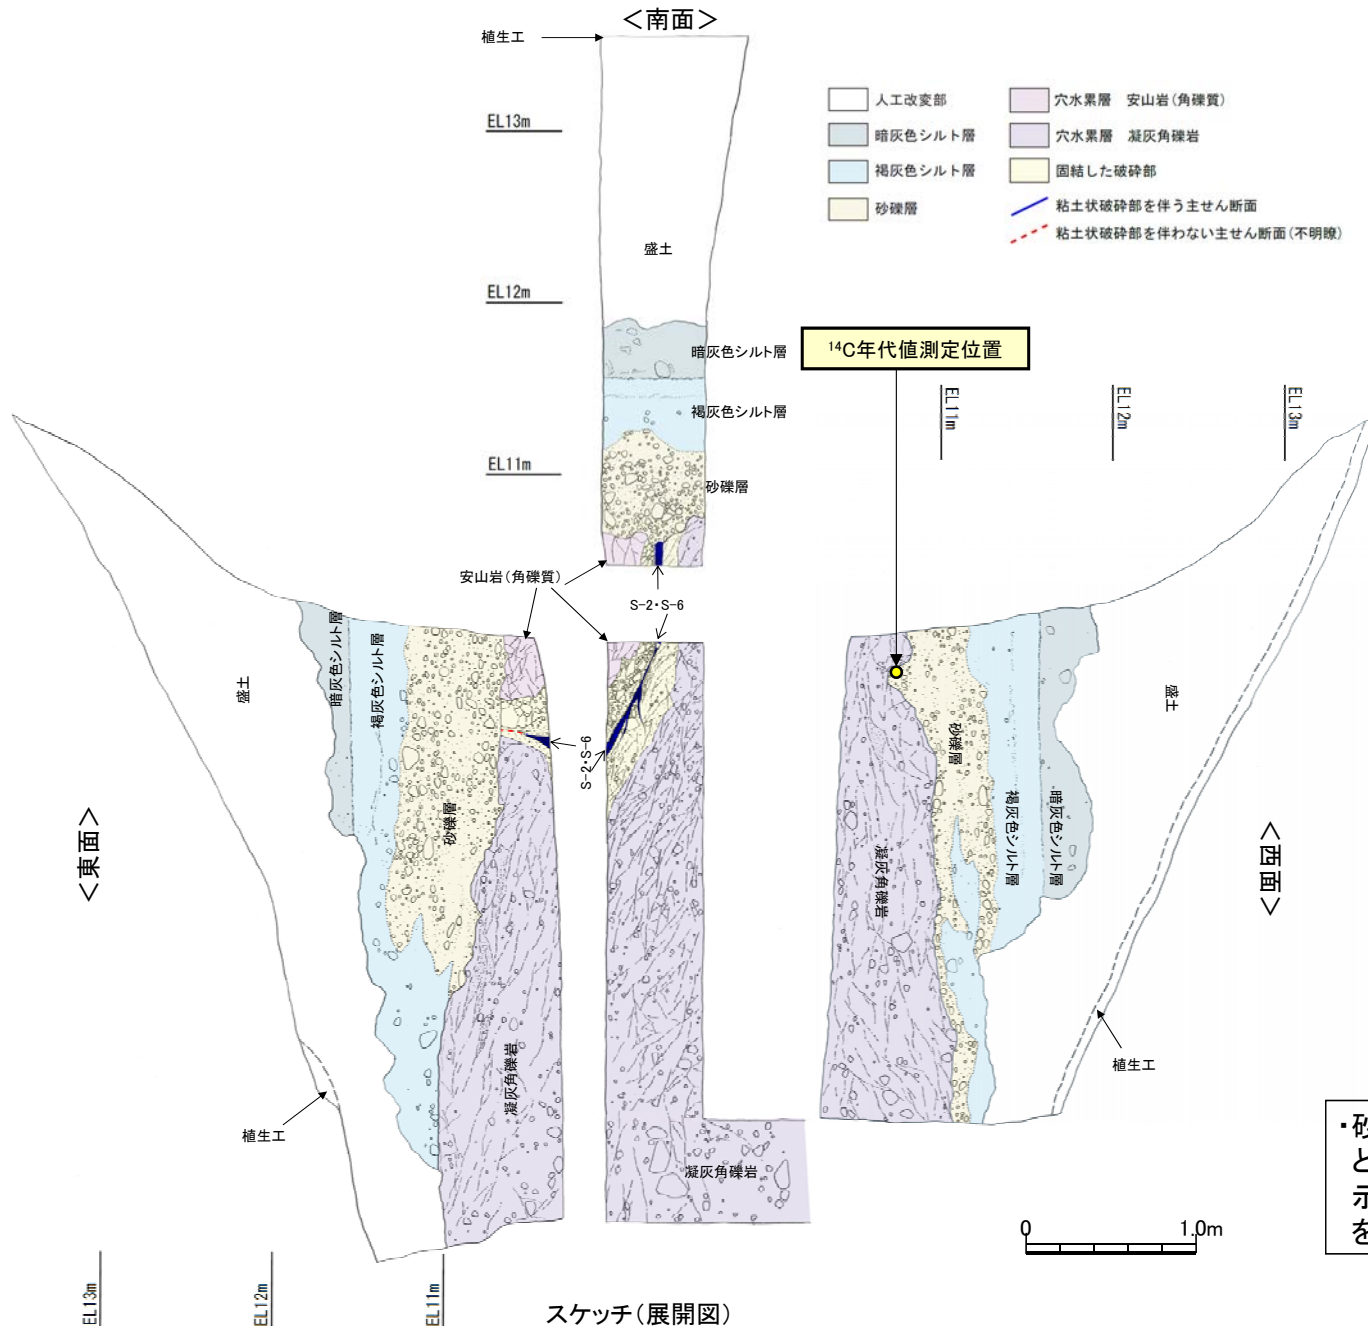 ＜南面＞
植生工
EL13m
盛土
EL12m
暗灰色シルト層
褐灰色シルト層
EL11m
砂礫層
人工改変部
暗灰色シルト層
褐灰色シルト層
砂礫層
穴水累層　安山岩(角礫質)
穴水累層　凝灰角礫岩
固結した破砕部
粘土状破砕部を伴う主せん断面
粘土状破砕部を伴わない主せん断面(不明瞭)
¹⁴C年代値測定位置
EL11m
EL12m
EL13m
安山岩(角礫質)
S-2・S-6
S-2・S-6
＜東面＞
盛土
暗灰色シルト層
褐灰色シルト層
砂礫層
凝灰角礫岩
植生工
凝灰角礫岩
凝灰角礫岩
砂礫層
褐灰色シルト層
暗灰色シルト層
盛土
＜西面＞
植生工
・砂
と
示
を
0
1.0m
EL13m
EL12m
EL11m
スケッチ(展開図)